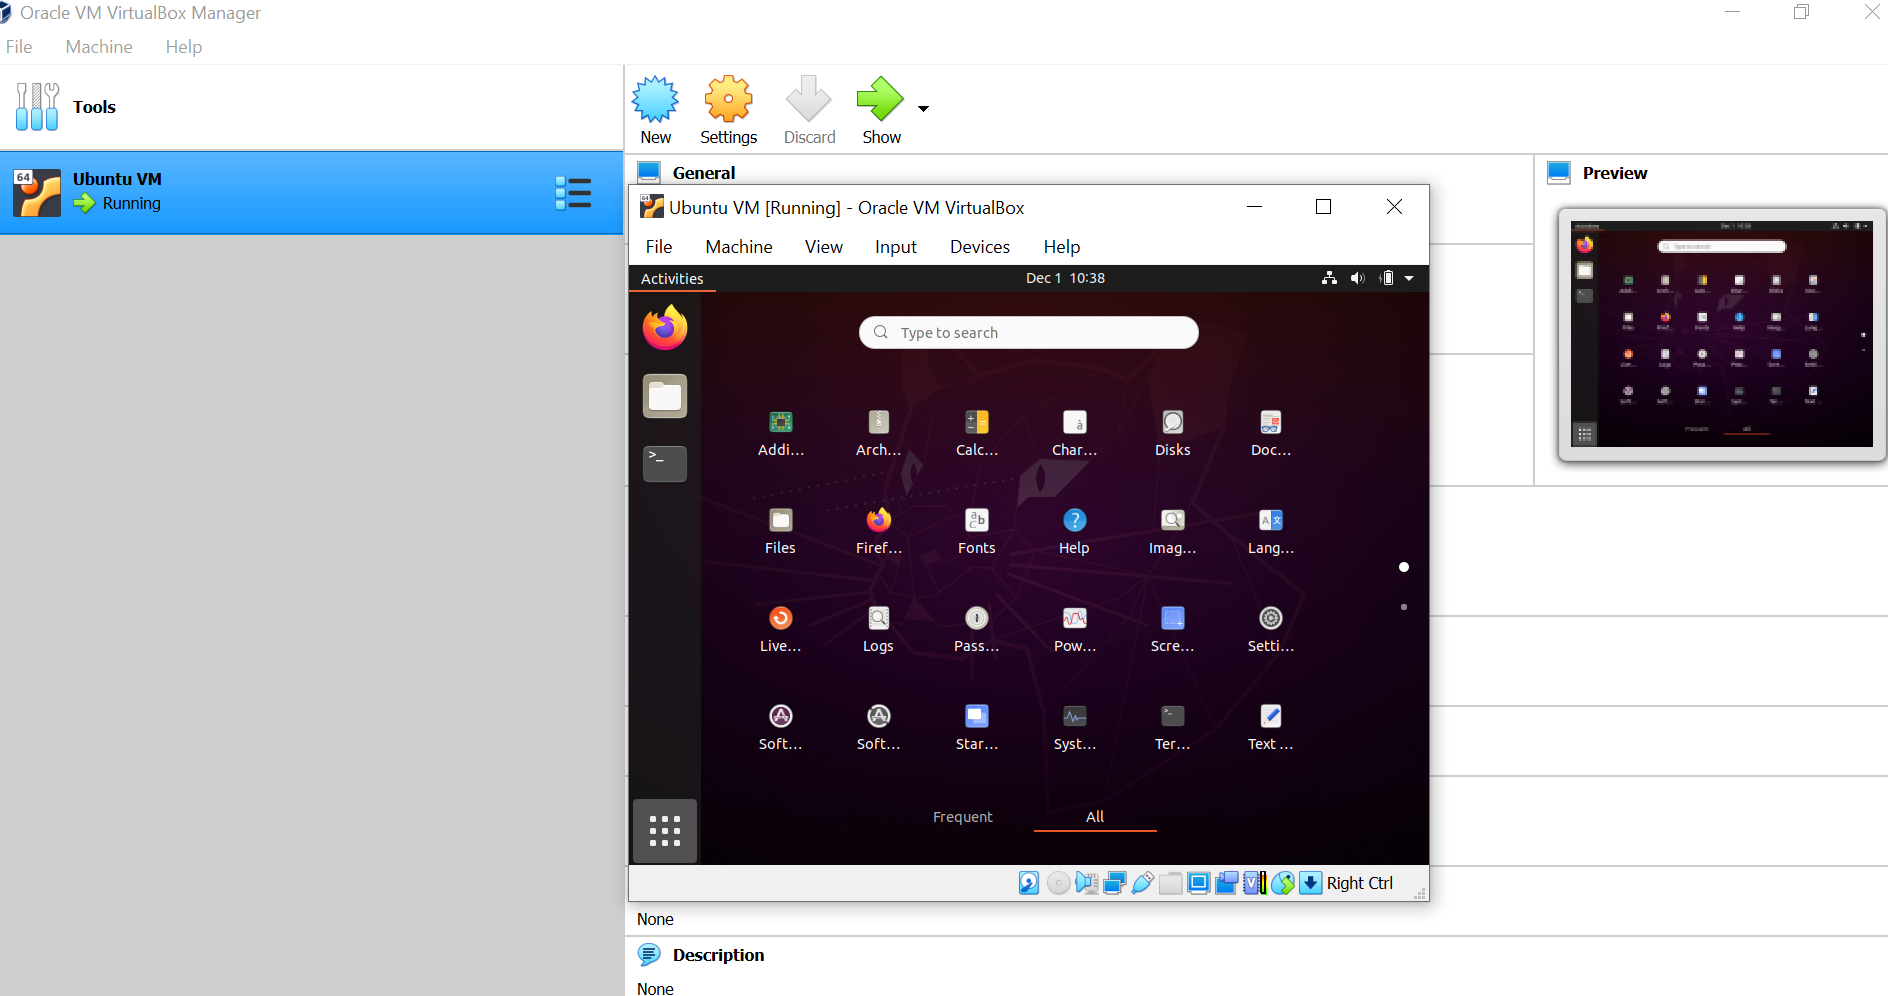 Oracle VM VirtualBox Manager
File Machine Help
Tools
New Settings Discard Show
64
Ubuntu VM
Running
General
Preview
Ubuntu VM [Running] - Oracle VM VirtualBox
File Machine View Input Devices Help
Activities
Dec 1 10:38
Type to search
Addi... Arch... Calc... Char... Disks Doc...
Files Firef... Fonts Help Imag... Lang...
Live... Logs Pass... Pow... Scre... Setti...
Soft... Soft... Star... Syst... Ter... Text ...
Frequent All
Right Ctrl
None
Description
None